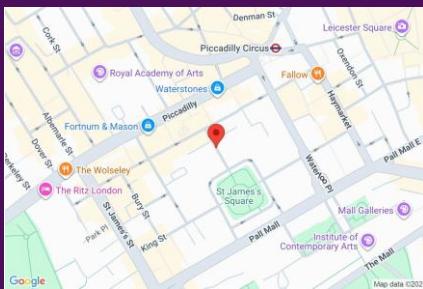 Denman St
Cork St
Leicester Square
Piccadilly Circus
Royal Academy of Arts
Oxendon St
Fallow
Waterstones
Albemarle St
Haymarket
Piccadilly
Fortnum & Mason
Dover St
Berkeley St
The Wolseley
Pall Mall E
Waterloo Pl
The Ritz London
Bury St
St James's
Square
St James's St
Mall Galleries
Park Pl
King St
Pall Mall
Institute of
Contemporary Arts
The Mall
Google
Map data ©202